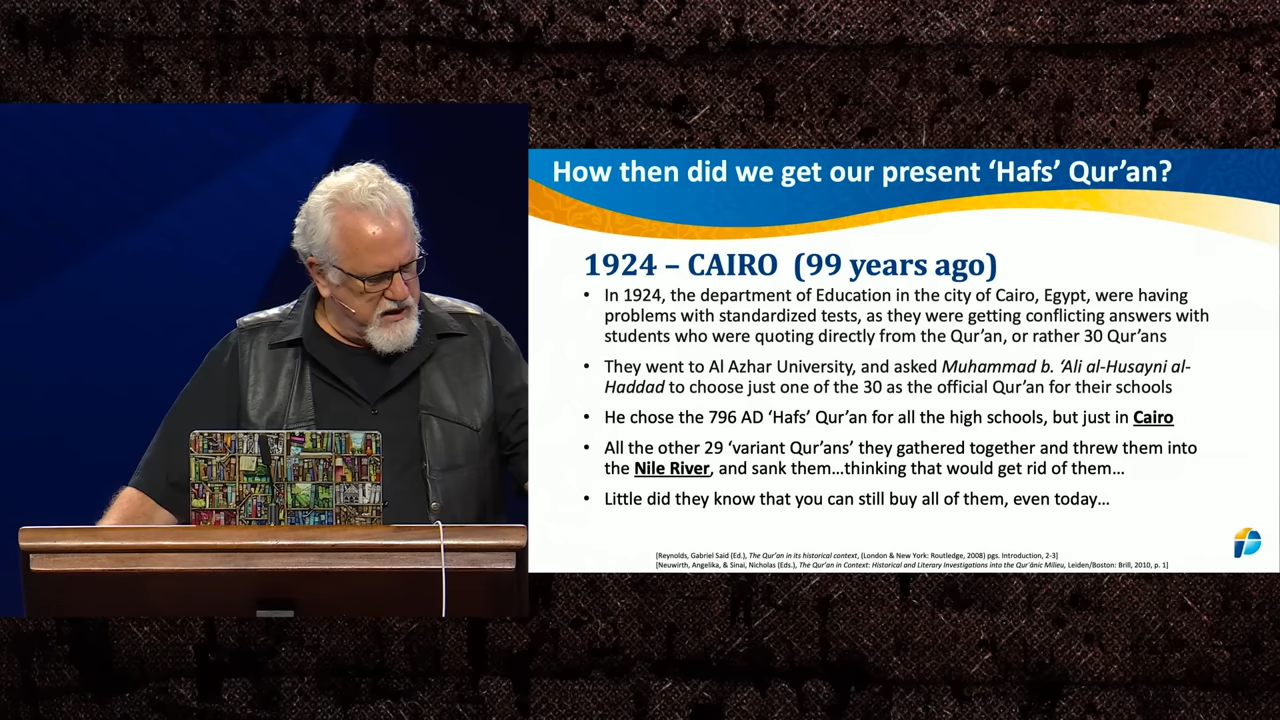 How then did we get our present ‘Hafs’ Qur’an?
1924 – CAIRO (99 years ago)
• In 1924, the department of Education in the city of Cairo, Egypt, were having
problems with standardized tests, as they were getting conflicting answers with
students who were quoting directly from the Qur’an, or rather 30 Qur’ans
• They went to Al Azhar University, and asked Muhammad b. ‘Ali al-Husayni al-
Haddad to choose just one of the 30 as the official Qur’an for their schools
• He chose the 796 AD ‘Hafs’ Qur’an for all the high schools, but just in Cairo
• All the other 29 ‘variant Qur’ans’ they gathered together and threw them into
the Nile River, and sank them…thinking that would get rid of them…
• Little did they know that you can still buy all of them, even today…
[Reynolds, Gabriel Said (Ed.), The Qur’an in its historical context, (London & New York: Routledge, 2008) pgs. Introduction, 2-3]
[Neuwirth, Angelika, & Sinai, Nicholas (Eds.), The Qur’an in Context: Historical and Literary Investigations into the Qurʾānic Milieu, Leiden/Boston: Brill, 2010, p. 1]